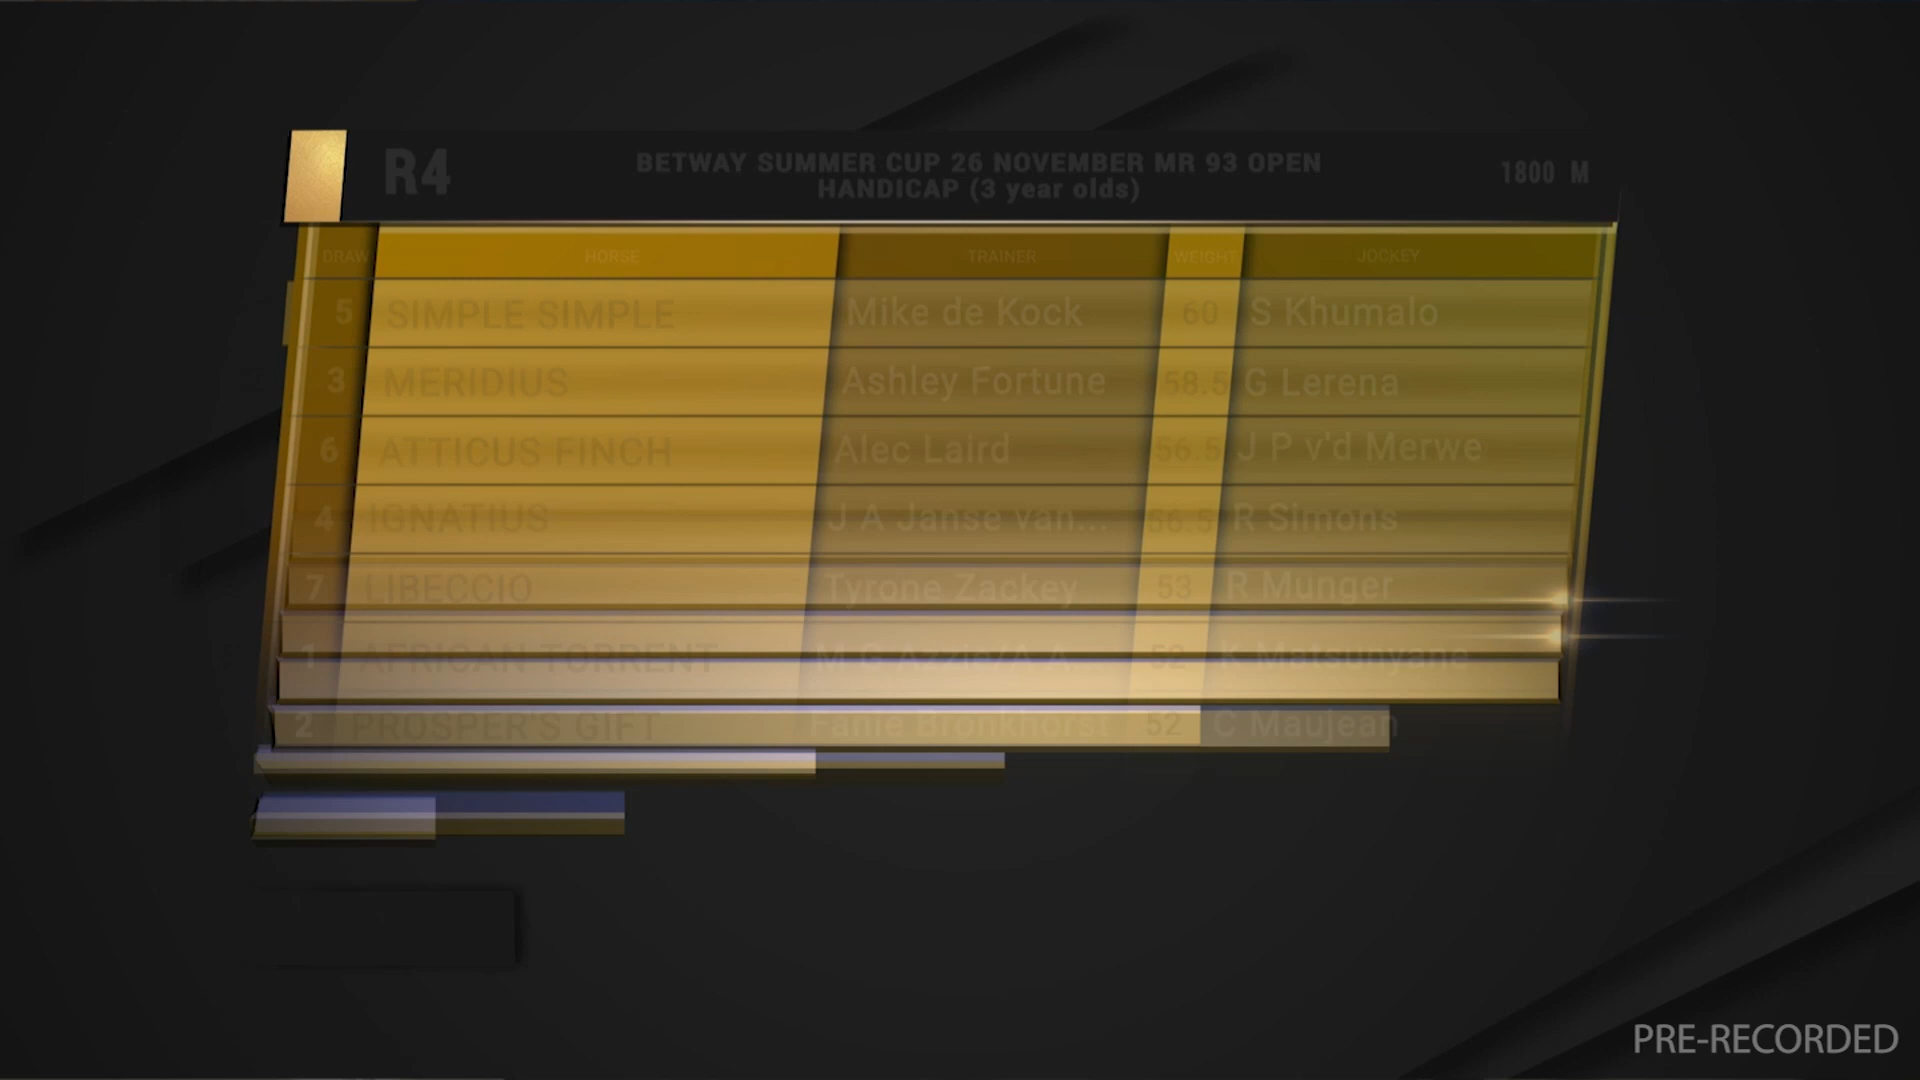 R4 BETWAY SUMMER CUP 26 NOVEMBER MR 93 OPEN 1800 M
HANDICAP (3 year olds)
DRAW HORSE TRAINER WEIGHT JOCKEY
5 SIMPLE SIMPLE Mike de Kock 60 S Khumalo
3 MERIDIUS Ashley Fortune 58.5 G Lerena
6 ATTICUS FINCH Alec Laird 56.5 J P v'd Merwe
4 IGNATIUS J A Janse van... 56.5 R Simons
7 LIBECCIO Tyrone Zackey 53 R Munger
1 AFRICAN TORRENT M G Azzie/A A... 52 K Matsunyane
2 PROSPER'S GIFT Fanie Bronkhorst 52 C Maujean
PRE-RECORDED